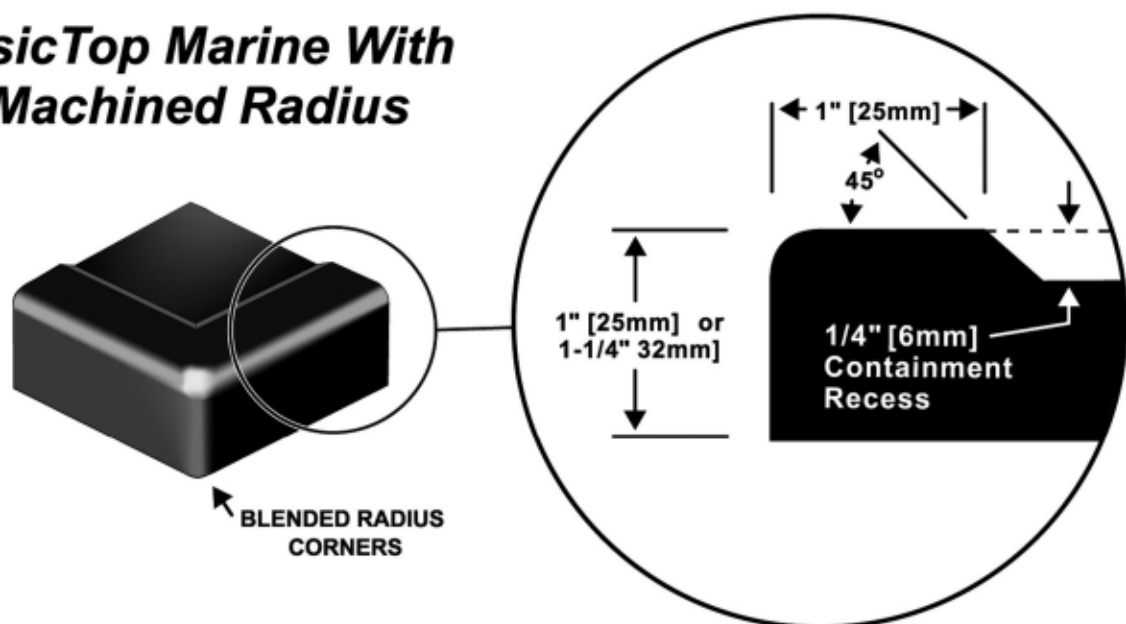 sicTop Marine With
Machined Radius
1" [25mm]
45°
1" [25mm] or
1-1/4" 32mm]
1/4" [6mm]
Containment
Recess
BLENDED RADIUS
CORNERS